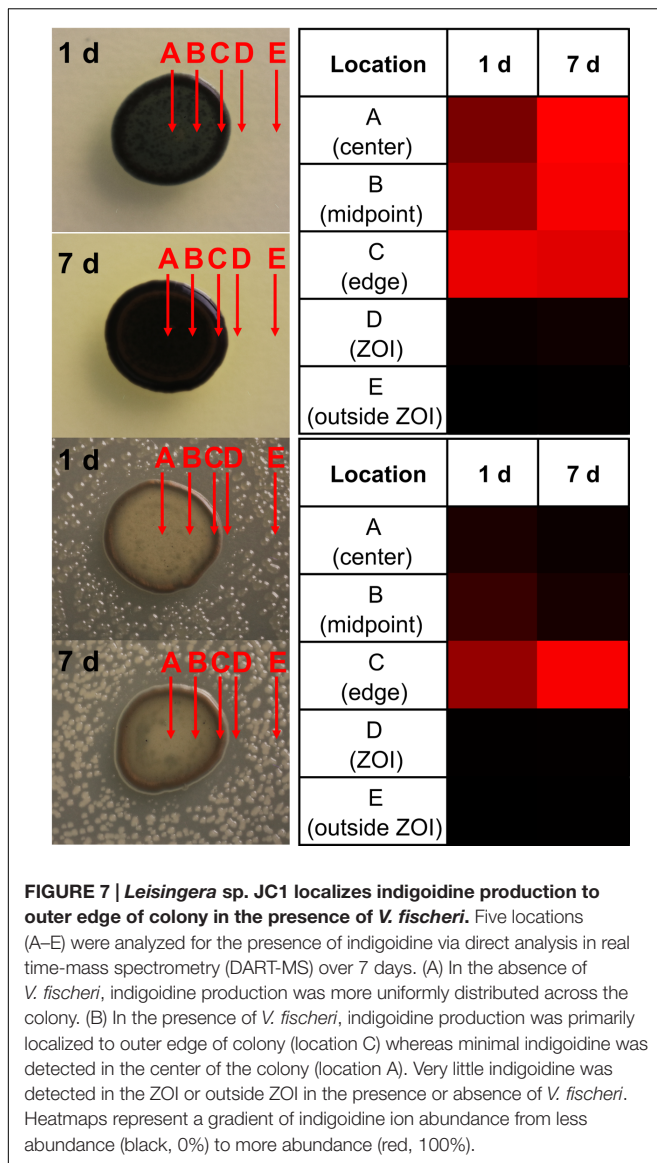 1 d
A B C D E
7 d
A B C D E
Location 1 d 7 d
A
(center)
B
(midpoint)
C
(edge)
D
(ZOI)
E
(outside ZOI)
1 d
A B C D E
7 d
A B C D E
Location 1 d 7 d
A
(center)
B
(midpoint)
C
(edge)
D
(ZOI)
E
(outside ZOI)
FIGURE 7 | Leisingera sp. JC1 localizes indigoidine production to
outer edge of colony in the presence of V. fischeri. Five locations
(A–E) were analyzed for the presence of indigoidine via direct analysis in real
time-mass spectrometry (DART-MS) over 7 days. (A) In the absence of
V. fischeri, indigoidine production was more uniformly distributed across the
colony. (B) In the presence of V. fischeri, indigoidine production was primarily
localized to outer edge of colony (location C) whereas minimal indigoidine was
detected in the center of the colony (location A). Very little indigoidine was
detected in the ZOI or outside ZOI in the presence or absence of V. fischeri.
Heatmaps represent a gradient of indigoidine ion abundance from less
abundance (black, 0%) to more abundance (red, 100%).